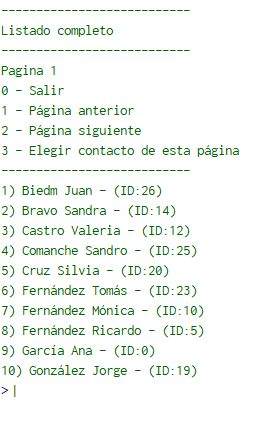 ---------------------------
Listado completo
---------------------------
Pagina 1
0 - Salir
1 - Página anterior
2 - Página siguiente
3 - Elegir contacto de esta página
---------------------------
1) Biedm Juan - (ID:26)
2) Bravo Sandra - (ID:14)
3) Castro Valeria - (ID:12)
4) Comanche Sandro - (ID:25)
5) Cruz Silvia - (ID:20)
6) Fernández Tomás - (ID:23)
7) Fernández Mónica - (ID:10)
8) Fernández Ricardo - (ID:5)
9) García Ana - (ID:0)
10) González Jorge - (ID:19)
>